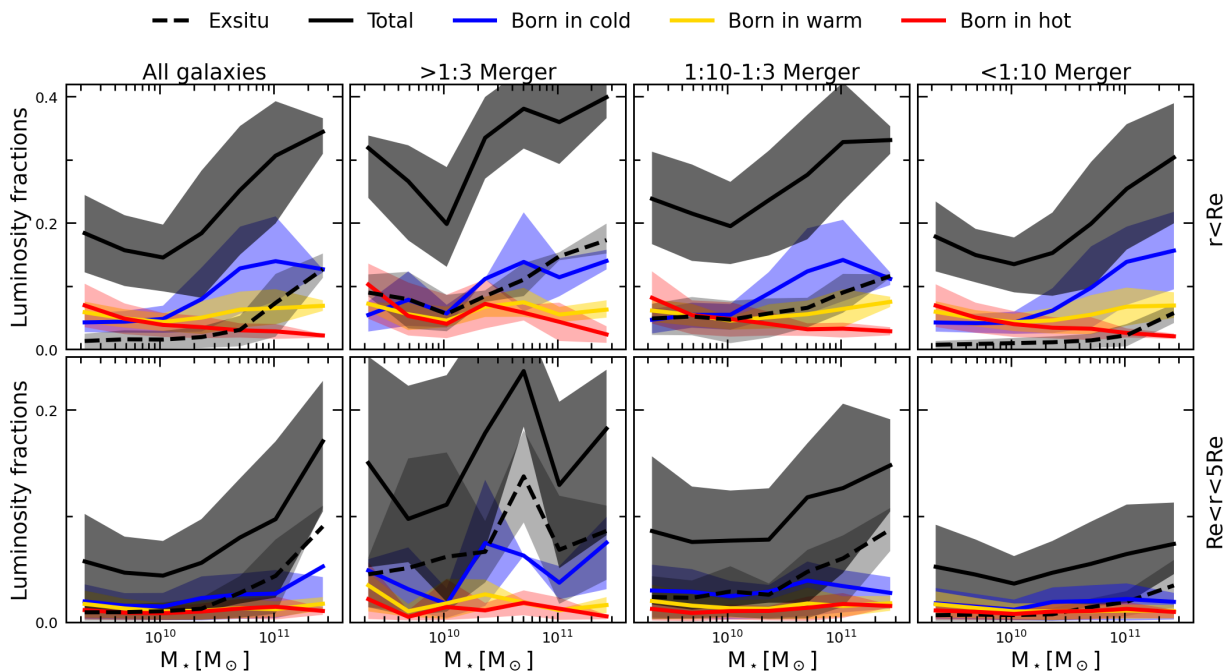 Exsitu Total Born in cold Born in warm Born in hot
All galaxies >1:3 Merger 1:10-1:3 Merger <1:10 Merger
0.4
0.2
0.0
Luminosity fractions
r<Re
0.2
0.0
Luminosity fractions
Re<r<5Re
10¹⁰ 10¹¹ 10¹⁰ 10¹¹ 10¹⁰ 10¹¹ 10¹⁰ 10¹¹
M⋆ [M⊙] M⋆ [M⊙] M⋆ [M⊙] M⋆ [M⊙]